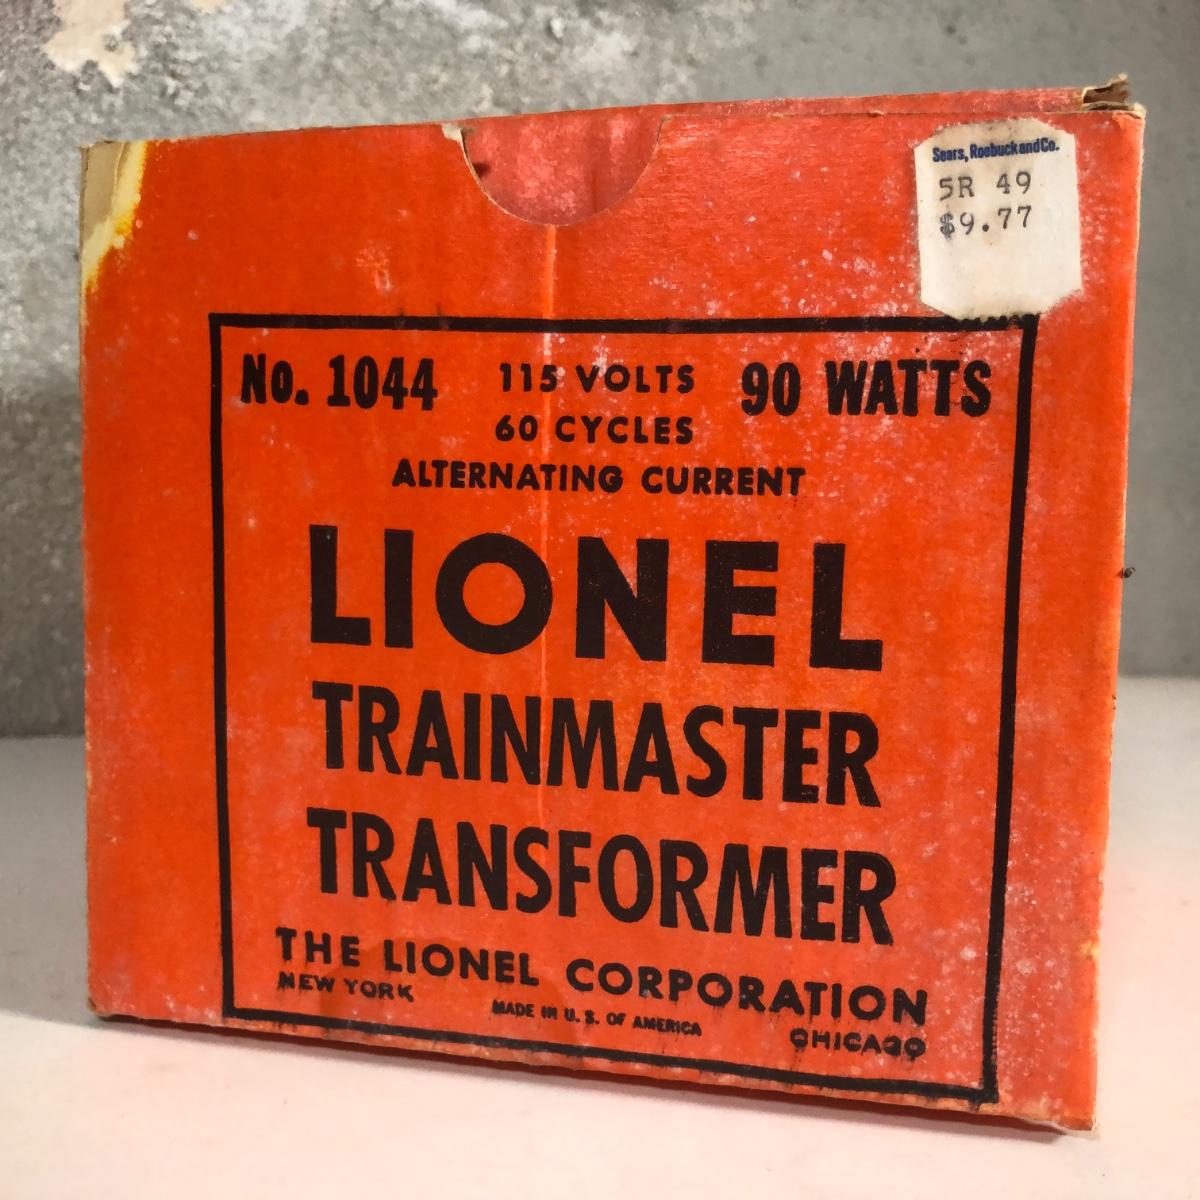 Sears, Roebuck and Co.
5R 49
$9.77
No. 1044 115 VOLTS 90 WATTS
60 CYCLES
ALTERNATING CURRENT
LIONEL
TRAINMASTER
TRANSFORMER
THE LIONEL CORPORATION
NEW YORK MADE IN U. S. OF AMERICA CHICAGO